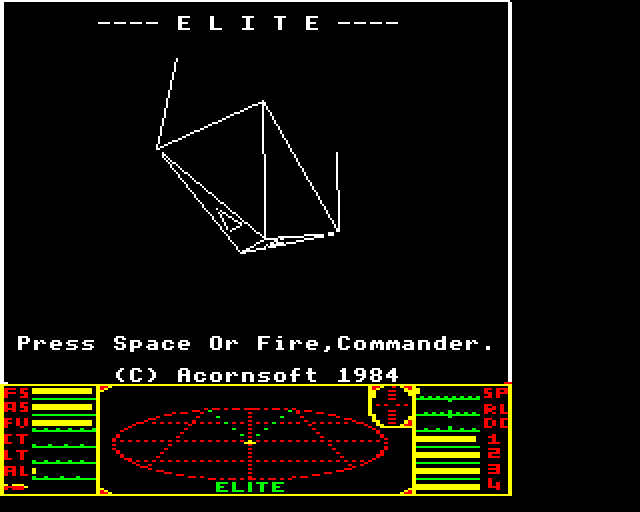 ---- E L I T E ----
Press Space Or Fire,Commander.
(C) Acornsoft 1984
FS
AS
FV
CT
LT
AL
SP
RL
DC
1
2
3
4
ELITE